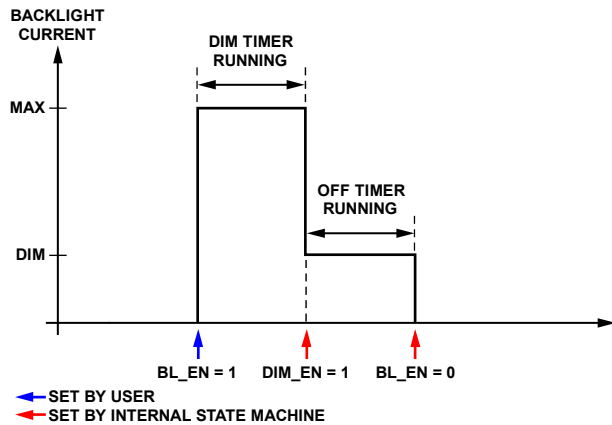 BACKLIGHT
CURRENT
DIM TIMER
RUNNING
MAX
OFF TIMER
RUNNING
DIM
BL_EN = 1
DIM_EN = 1
BL_EN = 0
SET BY USER
SET BY INTERNAL STATE MACHINE